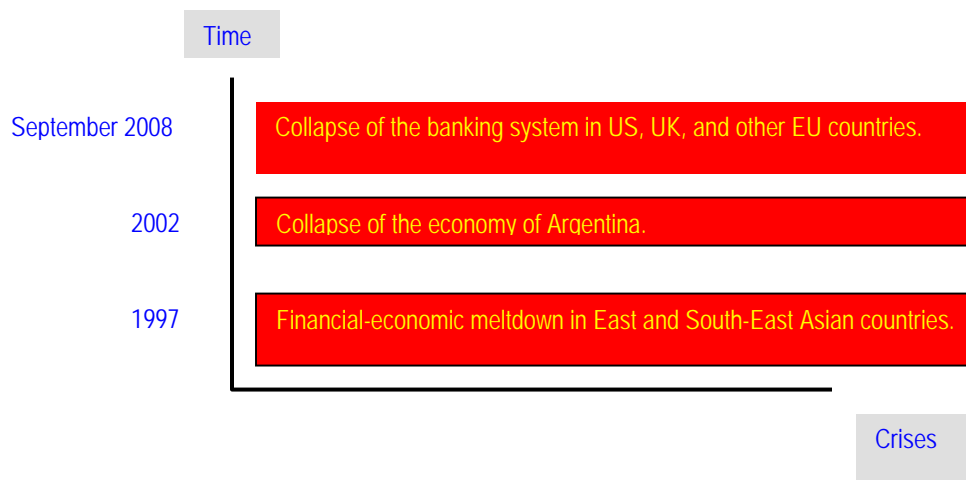 Time
September 2008
Collapse of the banking system in US, UK, and other EU countries.
2002
Collapse of the economy of Argentina.
1997
Financial-economic meltdown in East and South-East Asian countries.
Crises